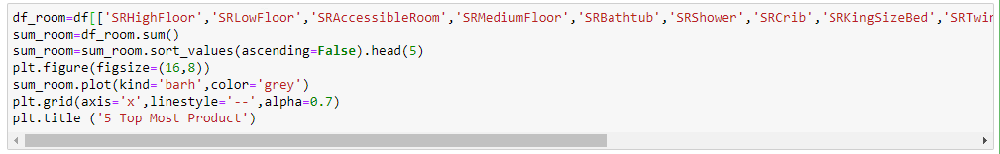 df_room=df[['SRHighFloor','SRLowFloor','SRAccessibleRoom','SRMediumFloor','SRBathtub','SRShower','SRCrib','SRKingSizeBed','SRTwin
sum_room=df_room.sum()
sum_room=sum_room.sort_values(ascending=False).head(5)
plt.figure(figsize=(16,8))
sum_room.plot(kind='barh',color='grey')
plt.grid(axis='x',linestyle='--',alpha=0.7)
plt.title ('5 Top Most Product')